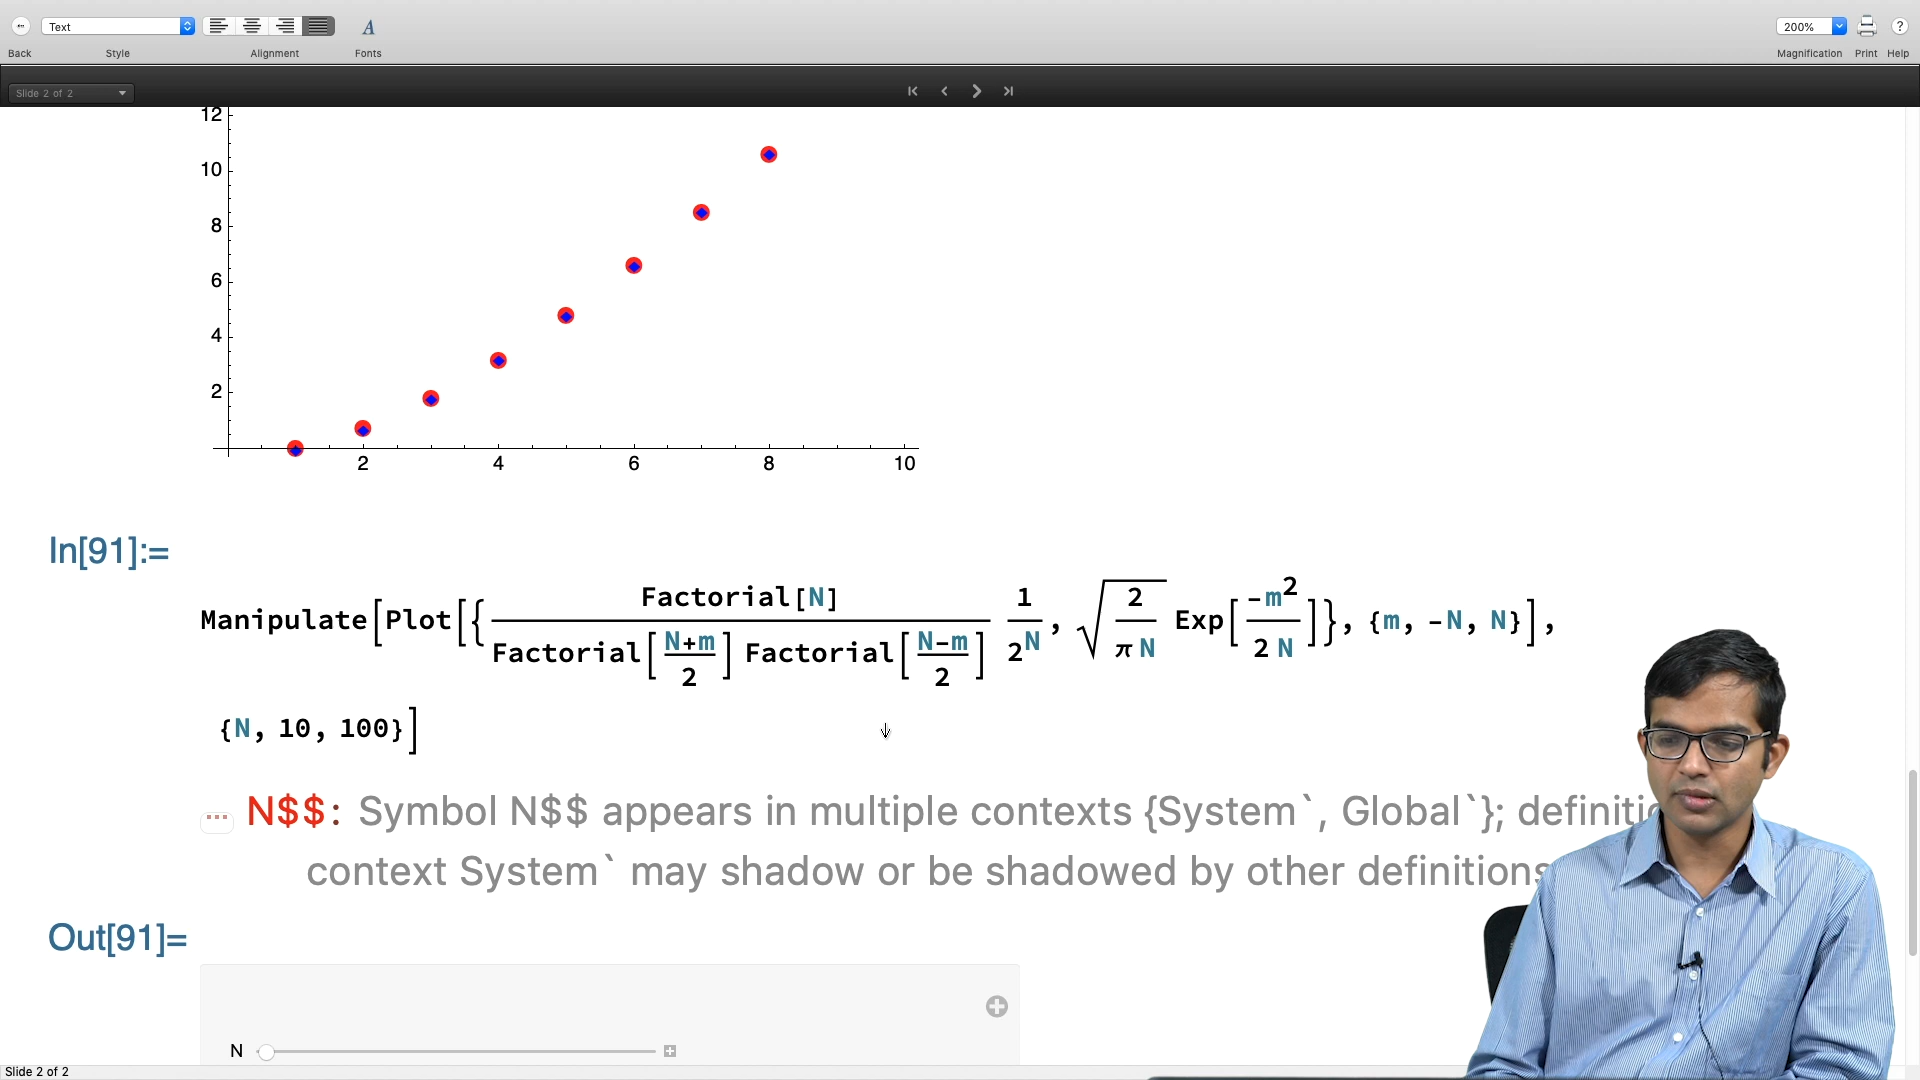 Text
200%
Back Style Alignment Fonts Magnification Print Help
Slide 2 of 2
12
10
8
6
4
2
2 4 6 8 10
In[91]:=
Manipulate[Plot[{Factorial[N]/(Factorial[(N+m)/2] Factorial[(N-m)/2]) 1/2^N, √(2/(π N)) Exp[-m^2/(2 N)]}, {m, -N, N}],
{N, 10, 100}]
N$$: Symbol N$$ appears in multiple contexts {System`, Global`};
context System` may shadow or be shadowed by other definitions
Out[91]=
N
Slide 2 of 2